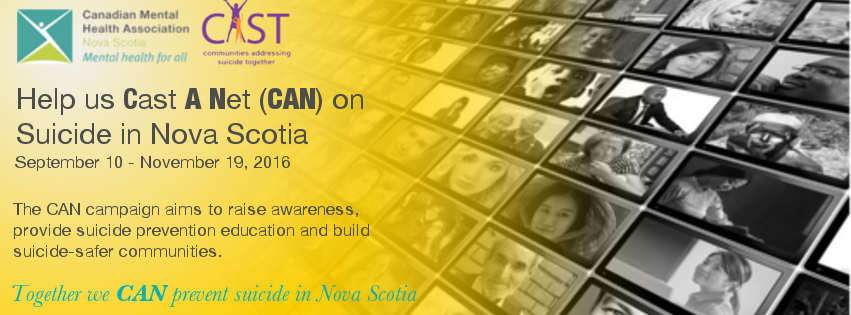 Canadian Mental
Health Association
Nova Scotia
Mental health for all
CAST
communities addressing
suicide together
Help us Cast A Net (CAN) on
Suicide in Nova Scotia
September 10 - November 19, 2016
The CAN campaign aims to raise awareness,
provide suicide prevention education and build
suicide-safer communities.
Together we CAN prevent suicide in Nova Scotia